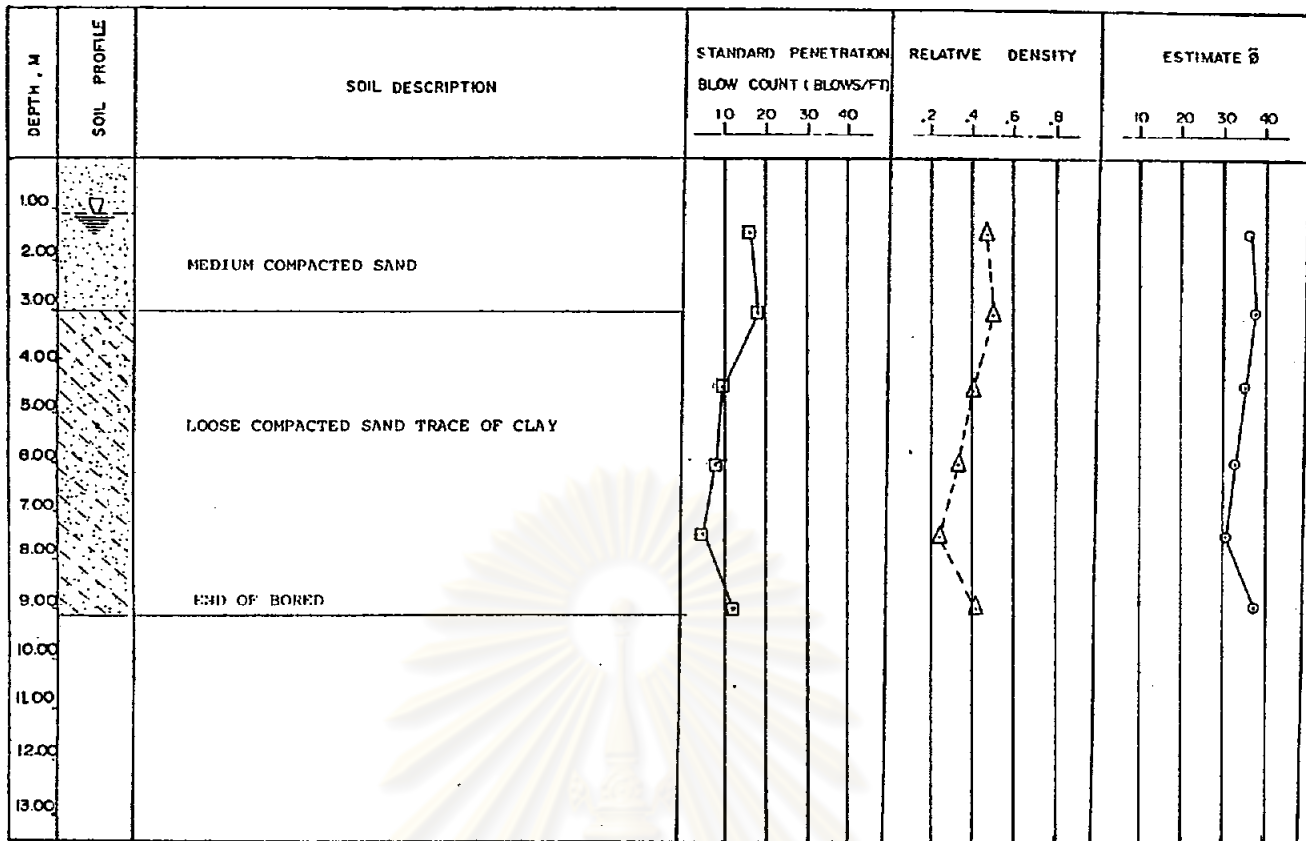 DEPTH, M
SOIL PROFILE
SOIL DESCRIPTION
STANDARD PENETRATION
BLOW COUNT (BLOWS/FT)
10 20 30 40
RELATIVE DENSITY
.2 .4 .6 .8
ESTIMATE Φ̄
10 20 30 40
1.00
2.00
MEDIUM COMPACTED SAND
3.00
4.00
5.00
LOOSE COMPACTED SAND TRACE OF CLAY
6.00
7.00
8.00
9.00
END OF BORED
10.00
11.00
12.00
13.00